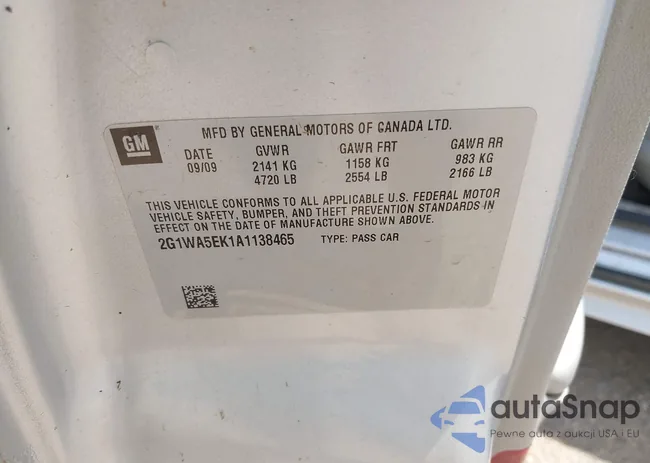 GM
MFD BY GENERAL MOTORS OF CANADA LTD.
DATE GVWR GAWR FRT GAWR RR
09/09 2141 KG 1158 KG 983 KG
4720 LB 2554 LB 2166 LB
THIS VEHICLE CONFORMS TO ALL APPLICABLE U.S. FEDERAL MOTOR
VEHICLE SAFETY, BUMPER, AND THEFT PREVENTION STANDARDS IN
EFFECT ON THE DATE OF MANUFACTURE SHOWN ABOVE.
2G1WA5EK1A1138465 TYPE: PASS CAR
autaSnap
Pewne auta z aukcji USA i EU